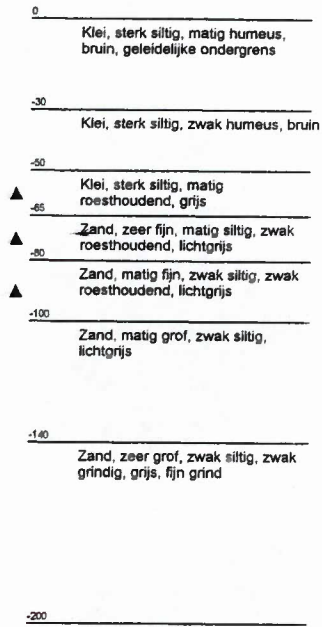 0
Klei, sterk siltig, matig humeus,
bruin, geleidelijke ondergrens
-30
Klei, sterk siltig, zwak humeus, bruin
-50
Klei, sterk siltig, matig
roesthoudend, grijs
-65
Zand, zeer fijn, matig siltig, zwak
roesthoudend, lichtgrijs
-80
Zand, matig fijn, zwak siltig, zwak
roesthoudend, lichtgrijs
-100
Zand, matig grof, zwak siltig,
lichtgrijs
-140
Zand, zeer grof, zwak siltig, zwak
grindig, grijs, fijn grind
-200